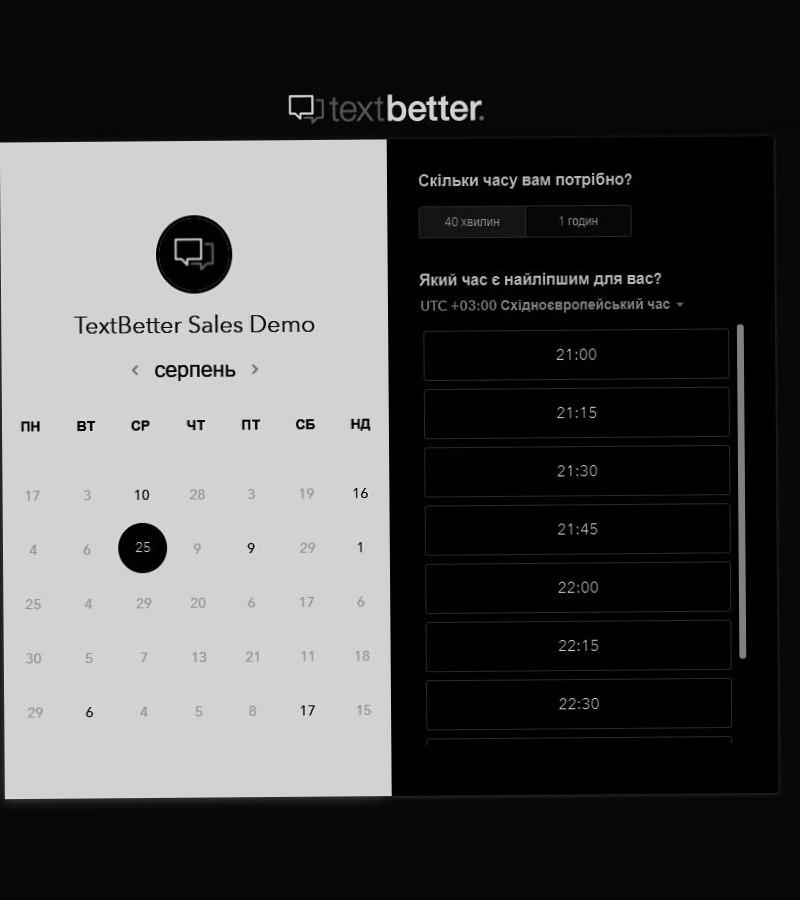 textbetter.
TextBetter Sales Demo
серпень
ПН ВТ СР ЧТ ПТ СБ НД
17 3 10 28 3 19 16
4 6 25 9 9 29 1
25 4 29 20 6 17 6
30 5 7 13 21 11 18
29 6 4 5 8 17 15
Скільки часу вам потрібно?
40 хвилин 1 годин
Який час є найліпшим для вас?
UTC +03:00 Східноєвропейський час
21:00
21:15
21:30
21:45
22:00
22:15
22:30